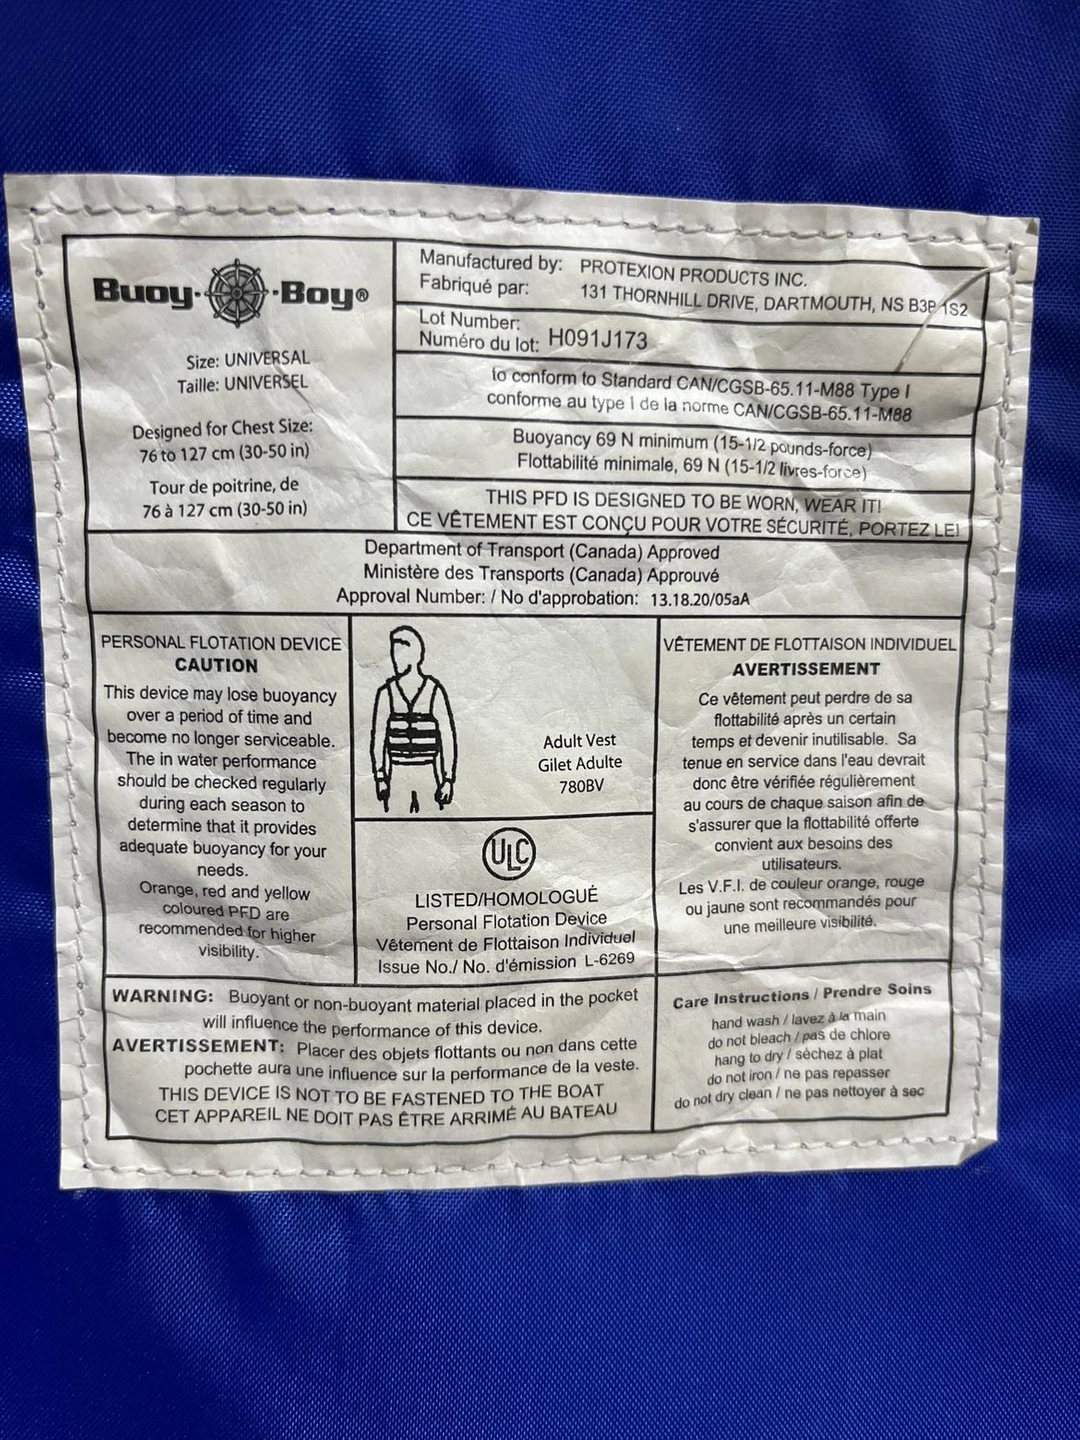 Buoy-Boy®
Size: UNIVERSAL
Taille: UNIVERSEL
Designed for Chest Size:
76 to 127 cm (30-50 in)
Tour de poitrine, de
76 à 127 cm (30-50 in)
Manufactured by: PROTEXION PRODUCTS INC.
Fabriqué par: 131 THORNHILL DRIVE, DARTMOUTH, NS B3B 1S2
Lot Number:
Numéro du lot: H091J173
to conform to Standard CAN/CGSB-65.11-M88 Type I
conforme au type I de la norme CAN/CGSB-65.11-M88
Buoyancy 69 N minimum (15-1/2 pounds-force)
Flottabilité minimale, 69 N (15-1/2 livres-force)
THIS PFD IS DESIGNED TO BE WORN, WEAR IT!
CE VÊTEMENT EST CONÇU POUR VOTRE SÉCURITÉ, PORTEZ LE!
Department of Transport (Canada) Approved
Ministère des Transports (Canada) Approuvé
Approval Number: / No d'approbation: 13.18.20/05aA
PERSONAL FLOTATION DEVICE
CAUTION
This device may lose buoyancy
over a period of time and
become no longer serviceable.
The in water performance
should be checked regularly
during each season to
determine that it provides
adequate buoyancy for your
needs.
Orange, red and yellow
coloured PFD are
recommended for higher
visibility.
Adult Vest
Gilet Adulte
780BV
ULC
LISTED/HOMOLOGUÉ
Personal Flotation Device
Vêtement de Flottaison Individuel
Issue No./ No. d'émission L-6269
VÊTEMENT DE FLOTTAISON INDIVIDUEL
AVERTISSEMENT
Ce vêtement peut perdre de sa
flottabilité après un certain
temps et devenir inutilisable. Sa
tenue en service dans l'eau devrait
donc être vérifiée régulièrement
au cours de chaque saison afin de
s'assurer que la flottabilité offerte
convient aux besoins des
utilisateurs.
Les V.F.I. de couleur orange, rouge
ou jaune sont recommandés pour
une meilleure visibilité.
WARNING: Buoyant or non-buoyant material placed in the pocket
will influence the performance of this device.
AVERTISSEMENT: Placer des objets flottants ou non dans cette
pochette aura une influence sur la performance de la veste.
THIS DEVICE IS NOT TO BE FASTENED TO THE BOAT
CET APPAREIL NE DOIT PAS ÊTRE ARRIMÉ AU BATEAU
Care Instructions / Prendre Soins
hand wash / lavez à la main
do not bleach / pas de chlore
hang to dry / séchez à plat
do not iron / ne pas repasser
do not dry clean / ne pas nettoyer à sec